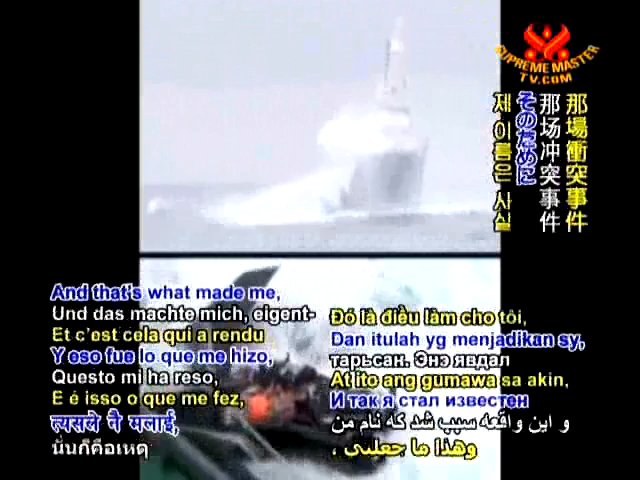 SUPREME MASTER
TV.COM
那場衝突事件
那场冲突事件
そのために
제 이름은 사실
And that's what made me,
Und das machte mich, eigent-
Et c'est cela qui a rendu
Y eso fue lo que me hizo,
Questo mi ha reso,
E é isso o que me fez,
त्यसले नै मलाई,
นั่นก็คือเหตุ
Đó là điều làm cho tôi,
Dan itulah yg menjadikan sy,
тарьсан. Энэ явдал
At ito ang gumawa sa akin,
И так я стал известен
و این واقعه سبب شد که نام من
وهذا ما جعلني ،